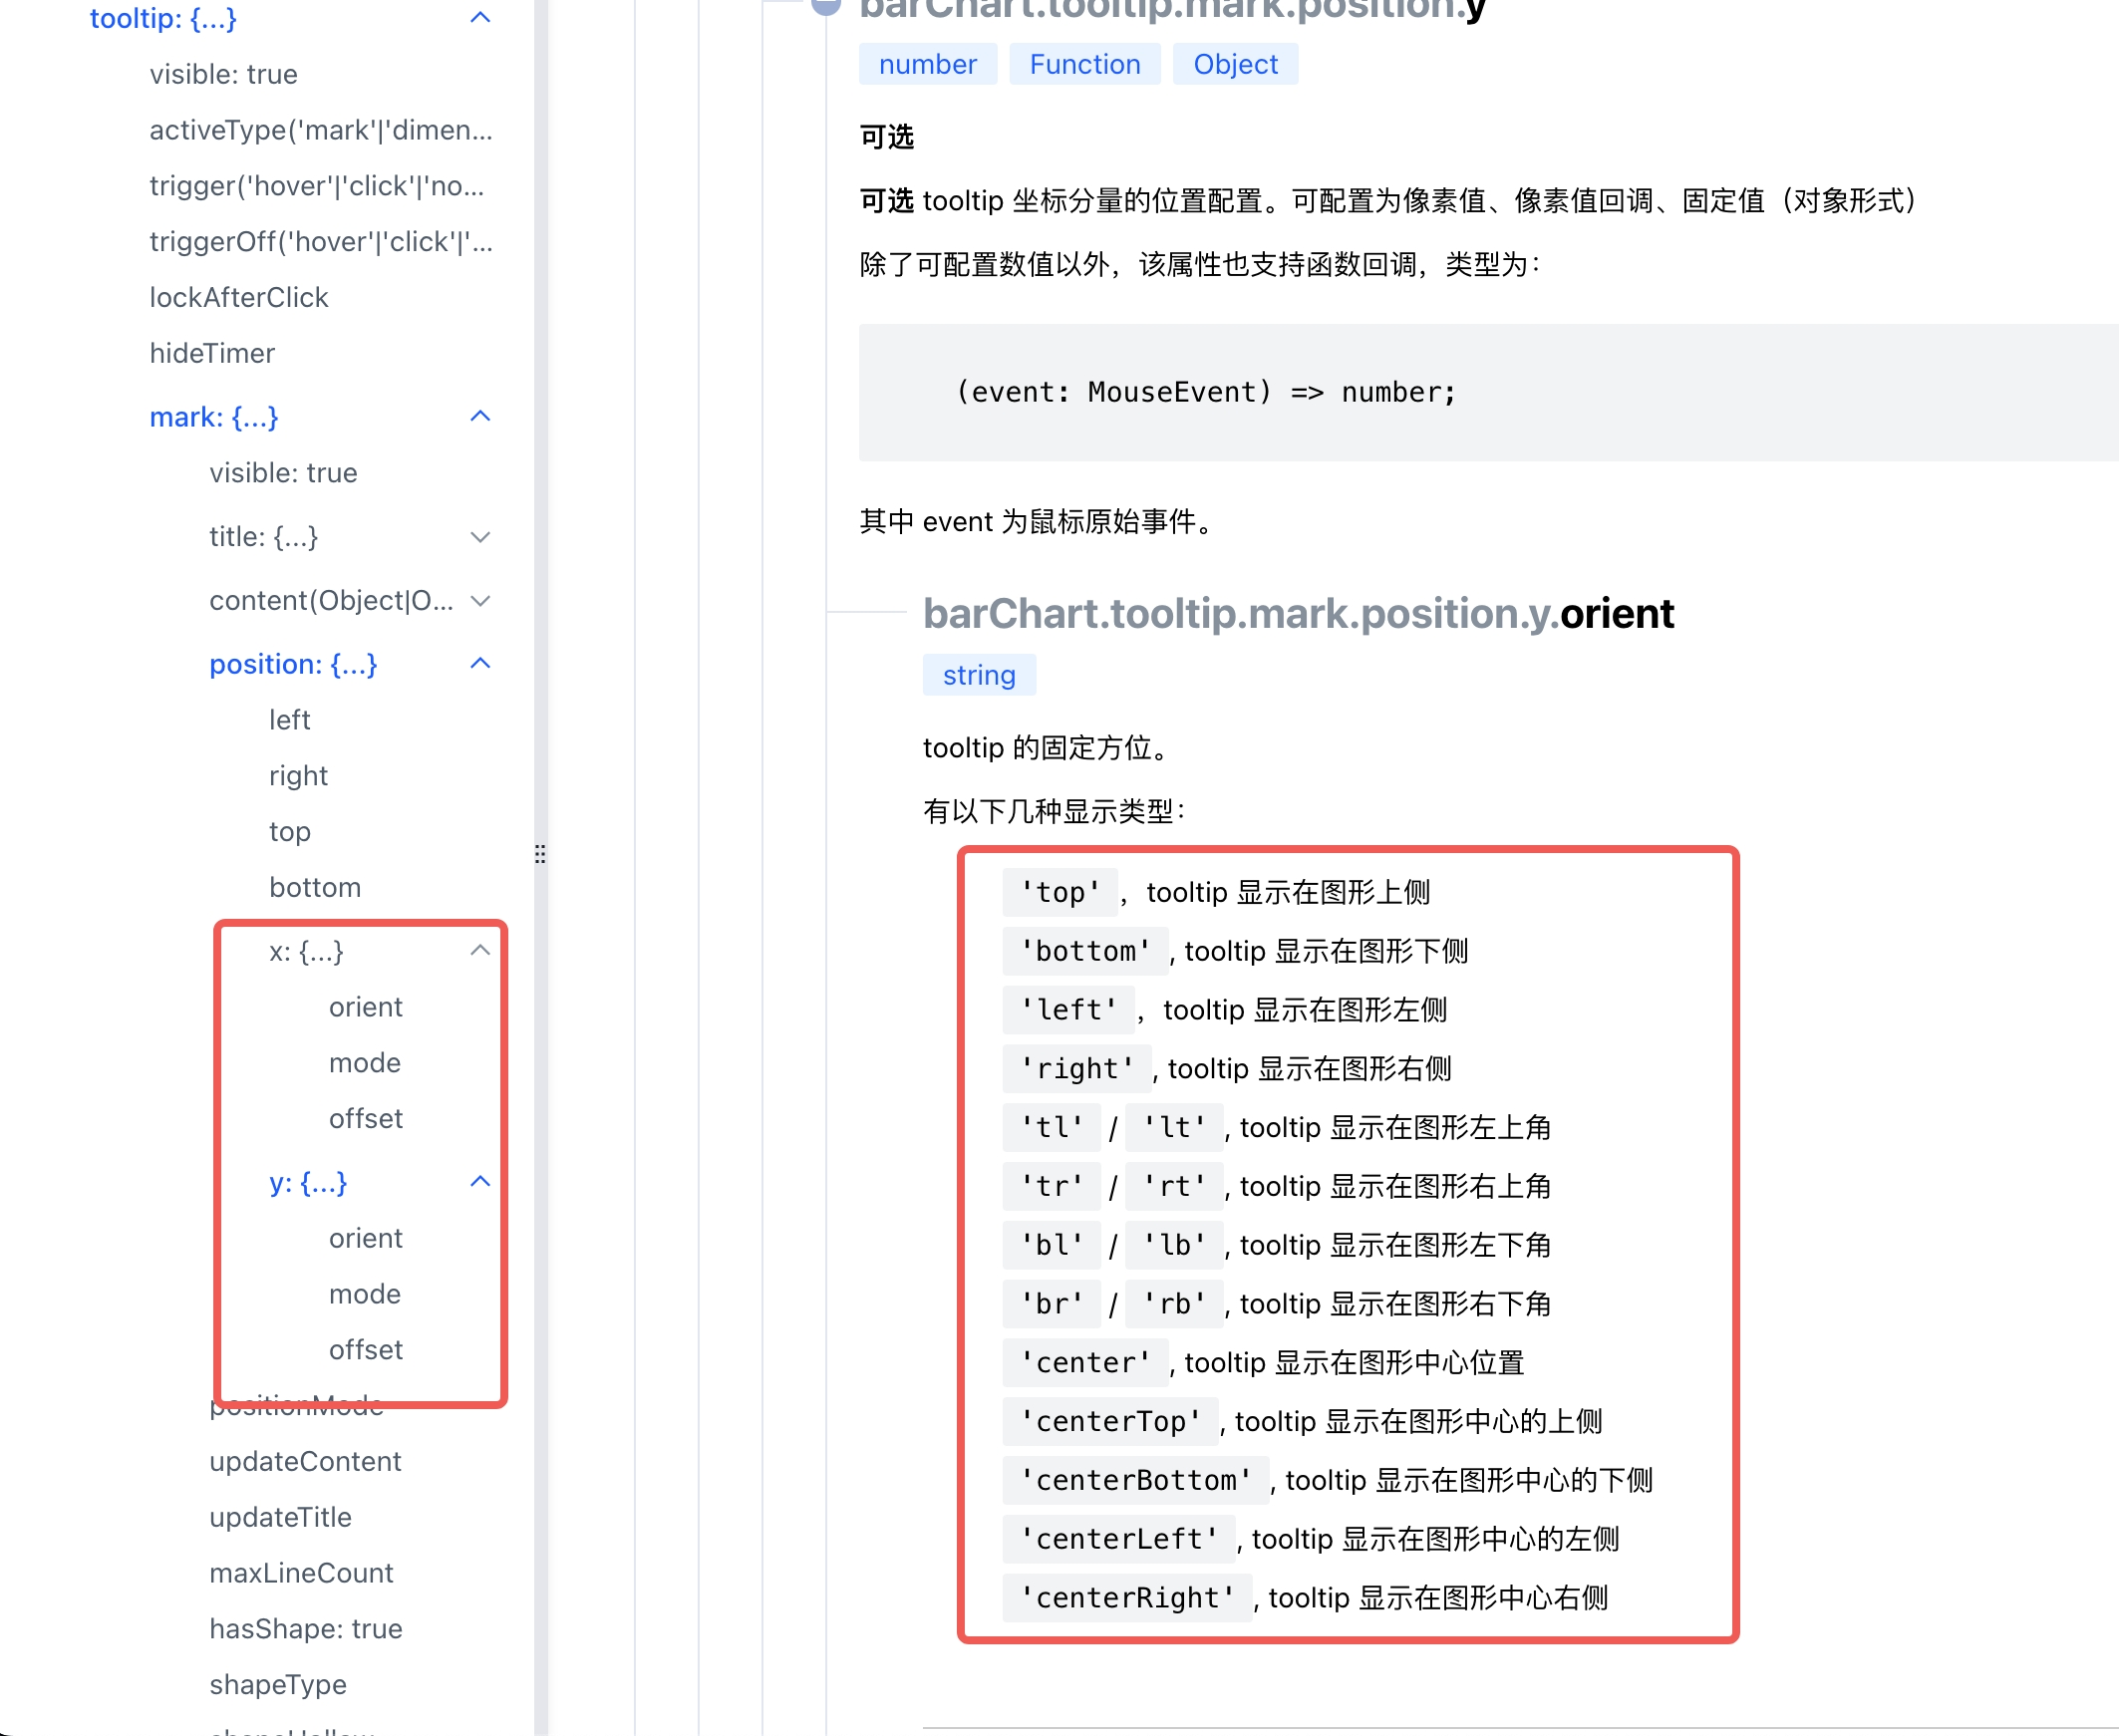 tooltip: {...}
visible: true
activeType('mark'|'dimen...
trigger('hover'|'click'|'no...
triggerOff('hover'|'click'|'...
lockAfterClick
hideTimer
mark: {...}
visible: true
title: {...}
content(Object|O...
position: {...}
left
right
top
bottom
x: {...}
orient
mode
offset
y: {...}
orient
mode
offset
positionMode
updateContent
updateTitle
maxLineCount
hasShape: true
shapeType
barChart.tooltip.mark.position.y
number Function Object
可选
可选 tooltip 坐标分量的位置配置。可配置为像素值、像素值回调、固定值（对象形式）
除了可配置数值以外，该属性也支持函数回调，类型为：
(event: MouseEvent) => number;
其中 event 为鼠标原始事件。
barChart.tooltip.mark.position.y.orient
string
tooltip 的固定方位。
有以下几种显示类型：
'top' ，tooltip 显示在图形上侧
'bottom' , tooltip 显示在图形下侧
'left' ，tooltip 显示在图形左侧
'right' , tooltip 显示在图形右侧
'tl' / 'lt' , tooltip 显示在图形左上角
'tr' / 'rt' , tooltip 显示在图形右上角
'bl' / 'lb' , tooltip 显示在图形左下角
'br' / 'rb' , tooltip 显示在图形右下角
'center' , tooltip 显示在图形中心位置
'centerTop' , tooltip 显示在图形中心的上侧
'centerBottom' , tooltip 显示在图形中心的下侧
'centerLeft' , tooltip 显示在图形中心的左侧
'centerRight' , tooltip 显示在图形中心右侧